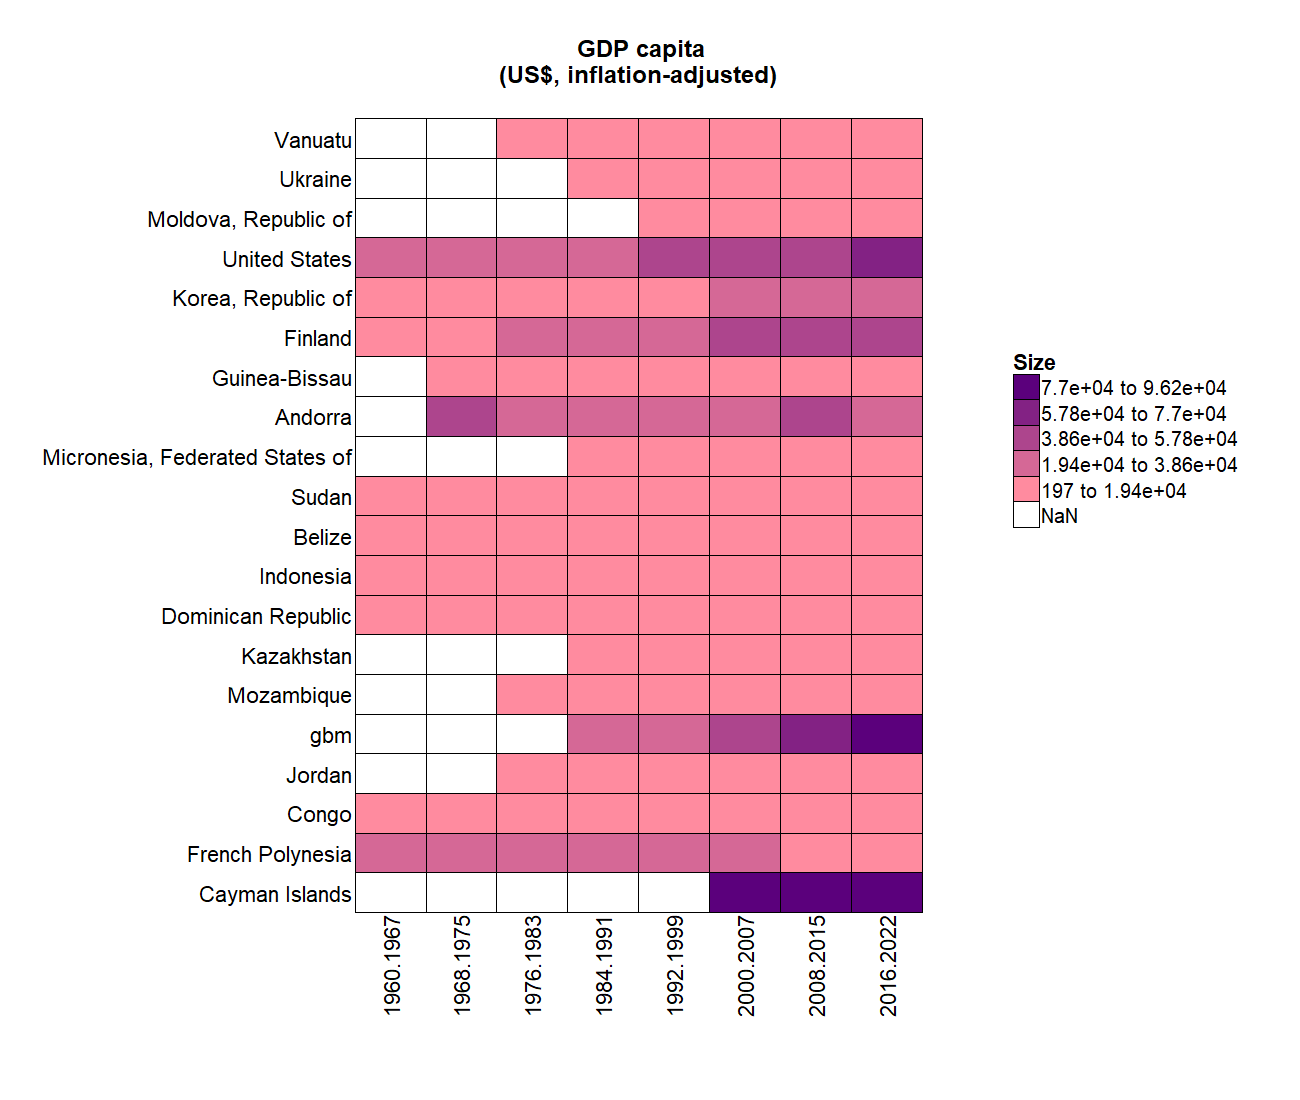 GDP capita
(US$, inflation-adjusted)
Vanuatu
Ukraine
Moldova, Republic of
United States
Korea, Republic of
Finland
Guinea-Bissau
Andorra
Micronesia, Federated States of
Sudan
Belize
Indonesia
Dominican Republic
Kazakhstan
Mozambique
gbm
Jordan
Congo
French Polynesia
Cayman Islands
1960.1967
1968.1975
1976.1983
1984.1991
1992.1999
2000.2007
2008.2015
2016.2022
Size
7.7e+04 to 9.62e+04
5.78e+04 to 7.7e+04
3.86e+04 to 5.78e+04
1.94e+04 to 3.86e+04
197 to 1.94e+04
NaN